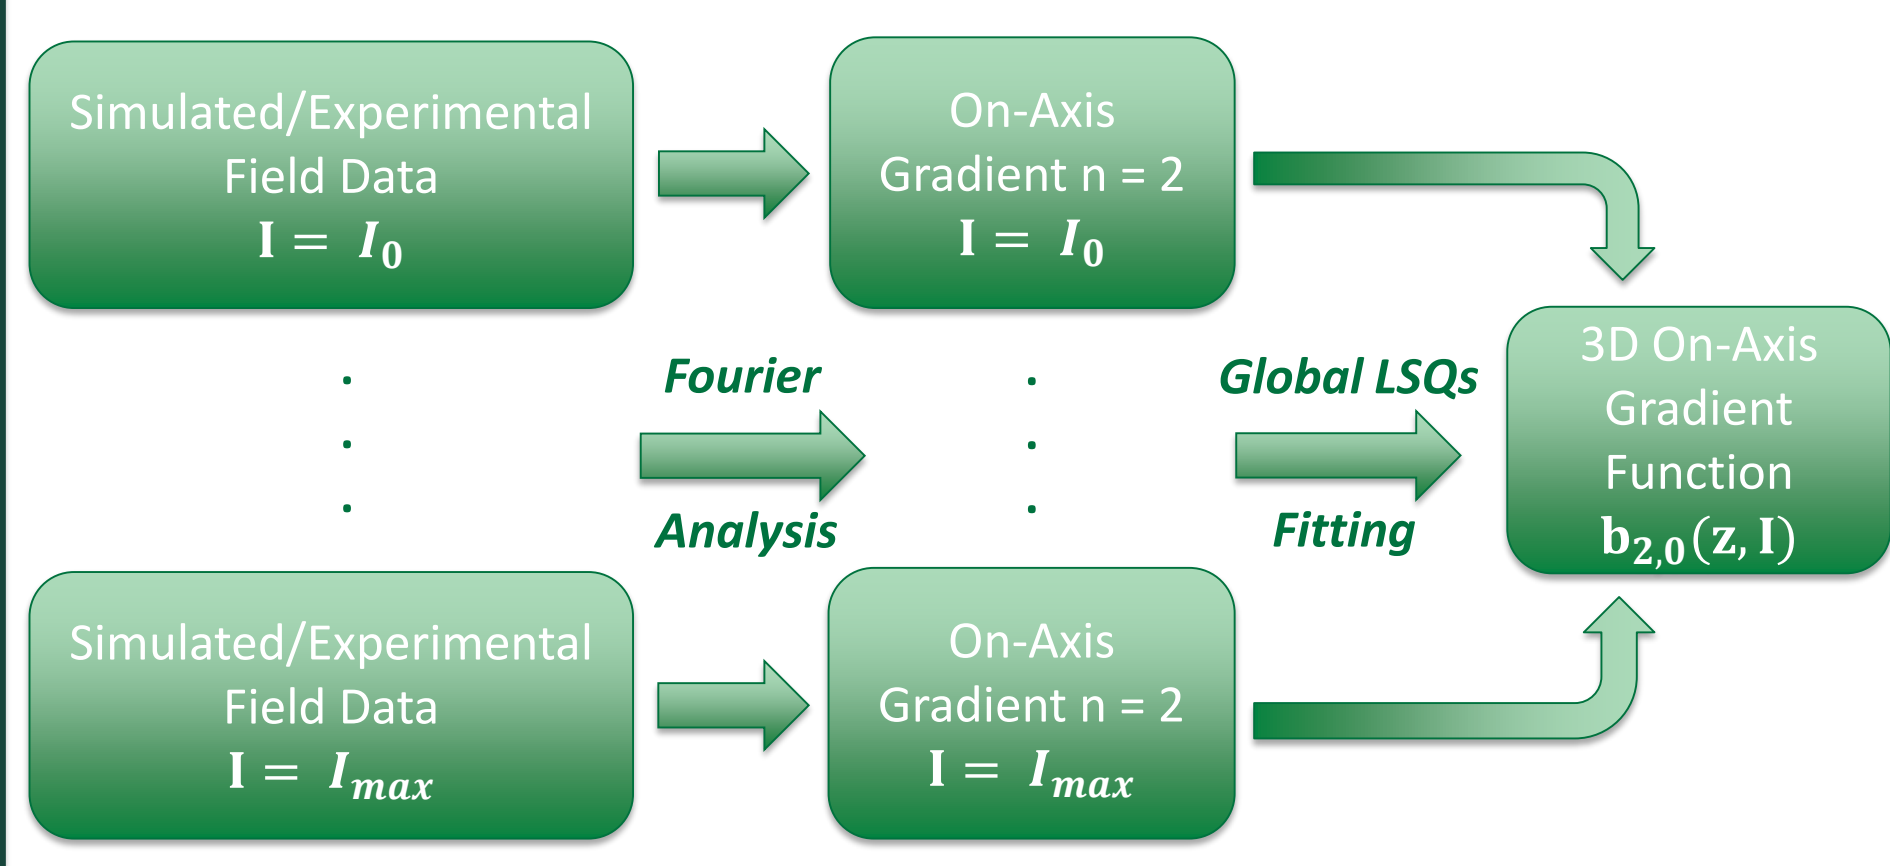 Simulated/Experimental
Field Data
I = I₀
On-Axis
Gradient n = 2
I = I₀
Fourier
Analysis
Global LSQs
Fitting
3D On-Axis
Gradient
Function
b₂,₀(z, I)
Simulated/Experimental
Field Data
I = Iₘₐₓ
On-Axis
Gradient n = 2
I = Iₘₐₓ